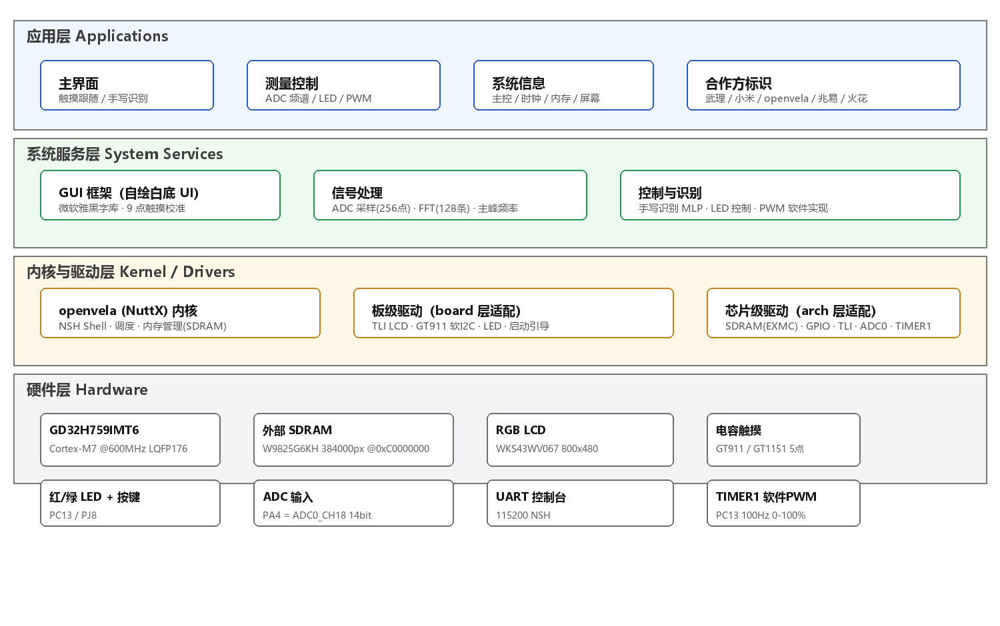 应用层 Applications
主界面
触摸跟随 / 手写识别
测量控制
ADC 频谱 / LED / PWM
系统信息
主控 / 时钟 / 内存 / 屏幕
合作方标识
武理 / 小米 / openvela / 兆易 / 火花
系统服务层 System Services
GUI 框架（自绘白底 UI)
微软雅黑字库 · 9 点触摸校准
信号处理
ADC 采样(256点) · FFT(128条) · 主峰频率
控制与识别
手写识别 MLP · LED 控制 · PWM 软件实现
内核与驱动层 Kernel / Drivers
openvela (NuttX) 内核
NSH Shell · 调度 · 内存管理(SDRAM)
板级驱动（board 层适配)
TLI LCD · GT911 软I2C · LED · 启动引导
芯片级驱动（arch 层适配)
SDRAM(EXMC) · GPIO · TLI · ADC0 · TIMER1
硬件层 Hardware
GD32H759IMT6
Cortex-M7 @600MHz LQFP176
外部 SDRAM
W9825G6KH 384000px @0xC0000000
RGB LCD
WKS43WV067 800x480
电容触摸
GT911 / GT1151 5点
红/绿 LED + 按键
PC13 / PJ8
ADC 输入
PA4 = ADC0_CH18 14bit
UART 控制台
115200 NSH
TIMER1 软件PWM
PC13 100Hz 0-100%